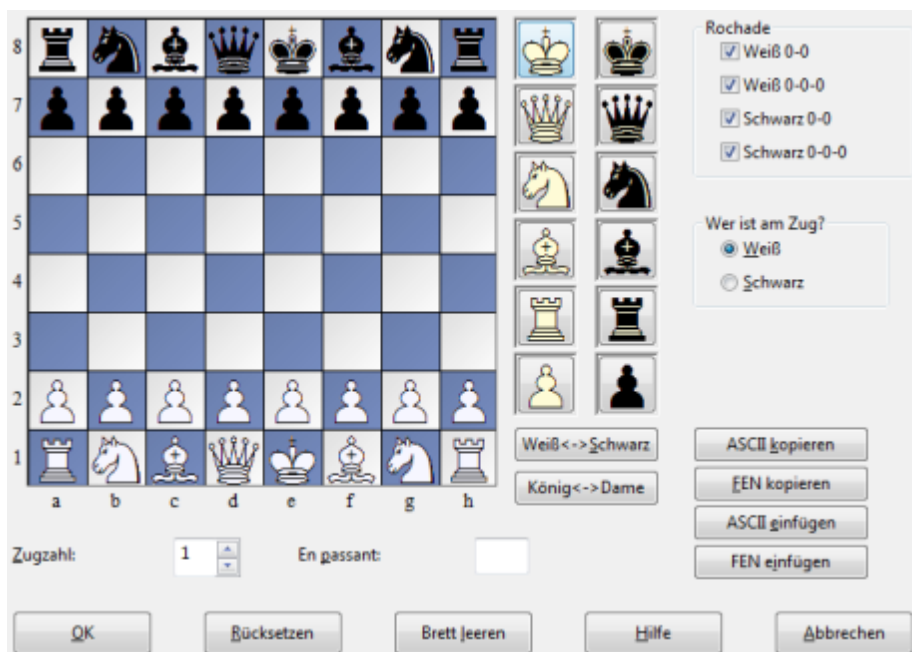 8
7
6
5
4
3
2
1
a b c d e f g h
Rochade
Weiß 0-0
Weiß 0-0-0
Schwarz 0-0
Schwarz 0-0-0
Wer ist am Zug?
Weiß
Schwarz
Weiß<->Schwarz
König<->Dame
ASCII kopieren
FEN kopieren
ASCII einfügen
FEN einfügen
Zugzahl: 1 En passant:
OK Rücksetzen Brett leeren Hilfe Abbrechen